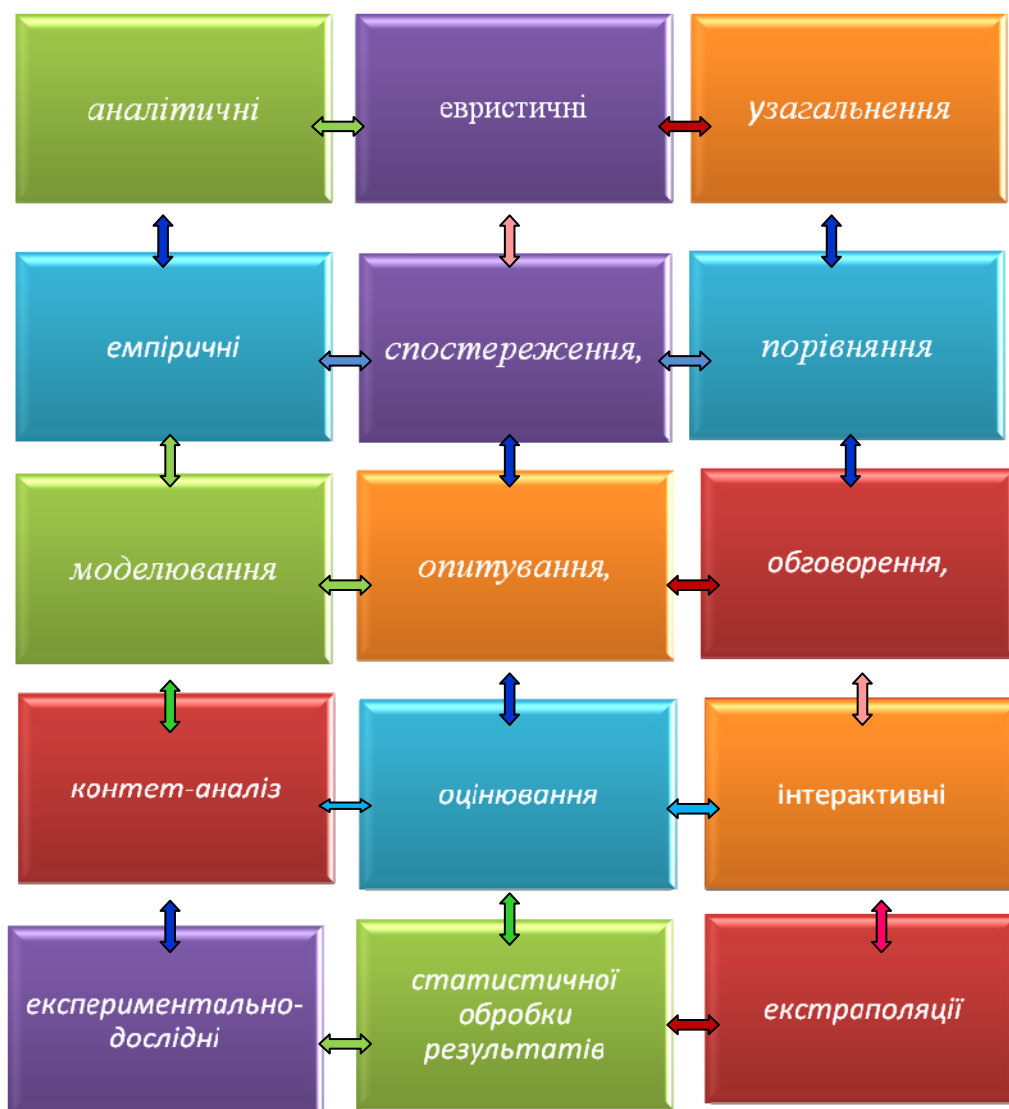 аналітичні
евристичні
узагальнення
емпіричні
спостереження,
порівняння
моделювання
опитування,
обговорення,
контет-аналіз
оцінювання
інтерактивні
експериментально-
дослідні
статистичної
обробки
результатів
екстраполяції